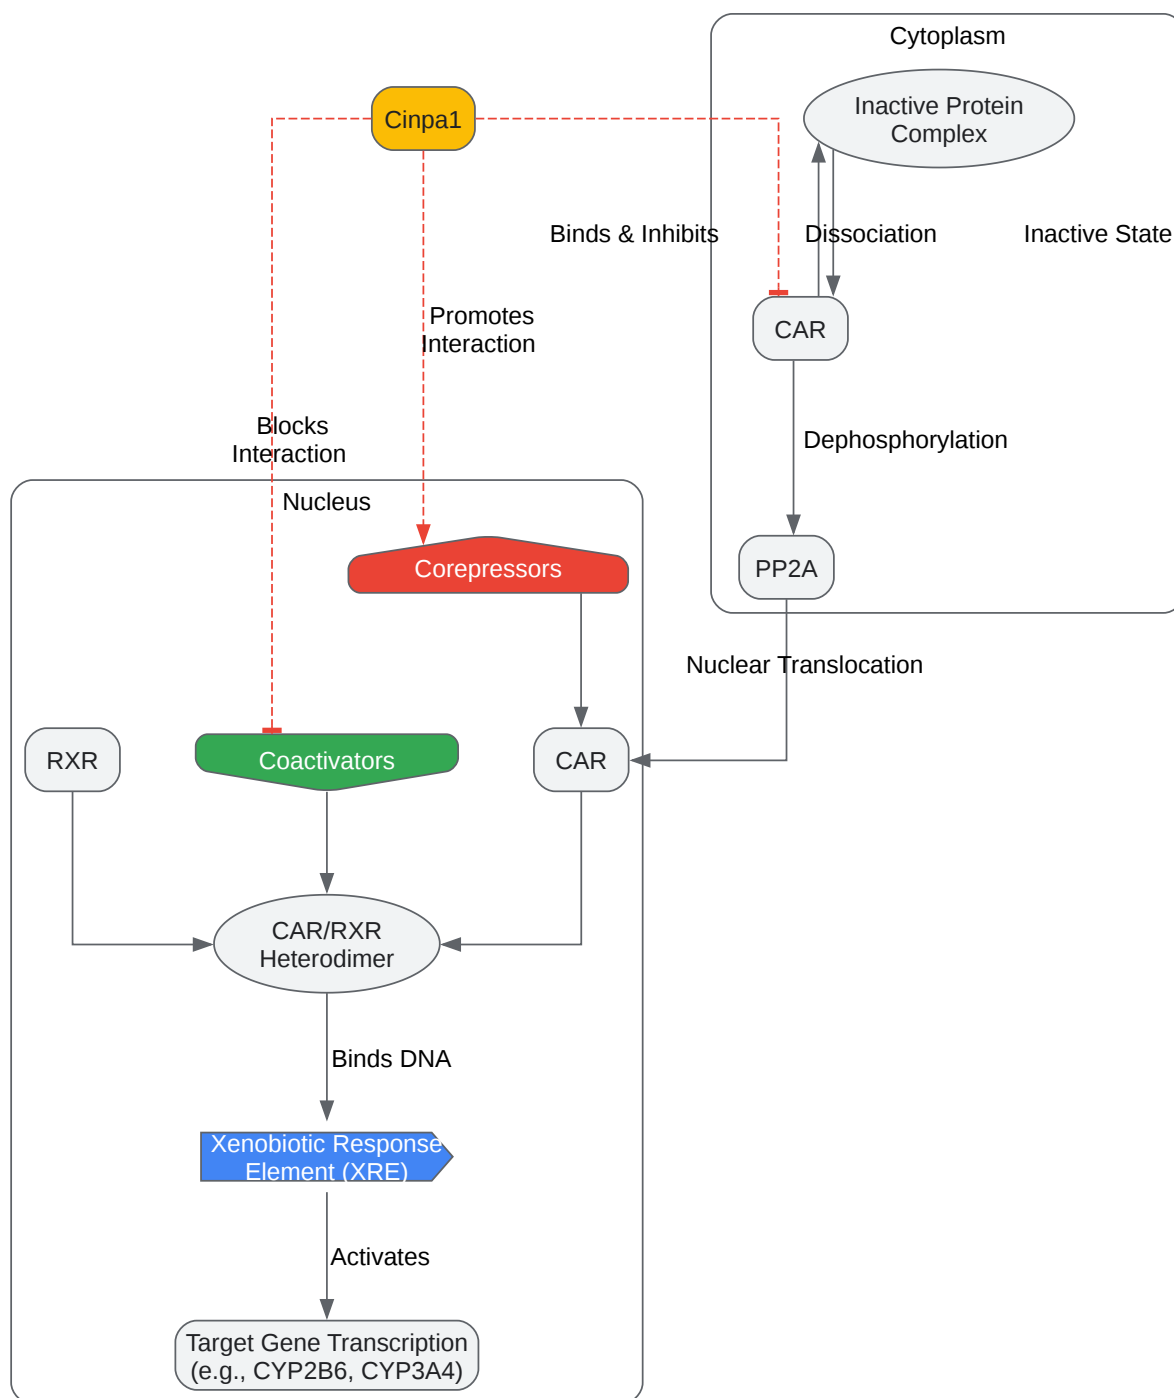 Cytoplasm
Cinpa1
Inactive Protein
Complex
Binds & Inhibits
Dissociation
Inactive State
Promotes
Interaction
CAR
Blocks
Interaction
Dephosphorylation
Nucleus
Corepressors
PP2A
Nuclear Translocation
RXR
Coactivators
CAR
CAR/RXR
Heterodimer
Binds DNA
Xenobiotic Response
Element (XRE)
Activates
Target Gene Transcription
(e.g., CYP2B6, CYP3A4)